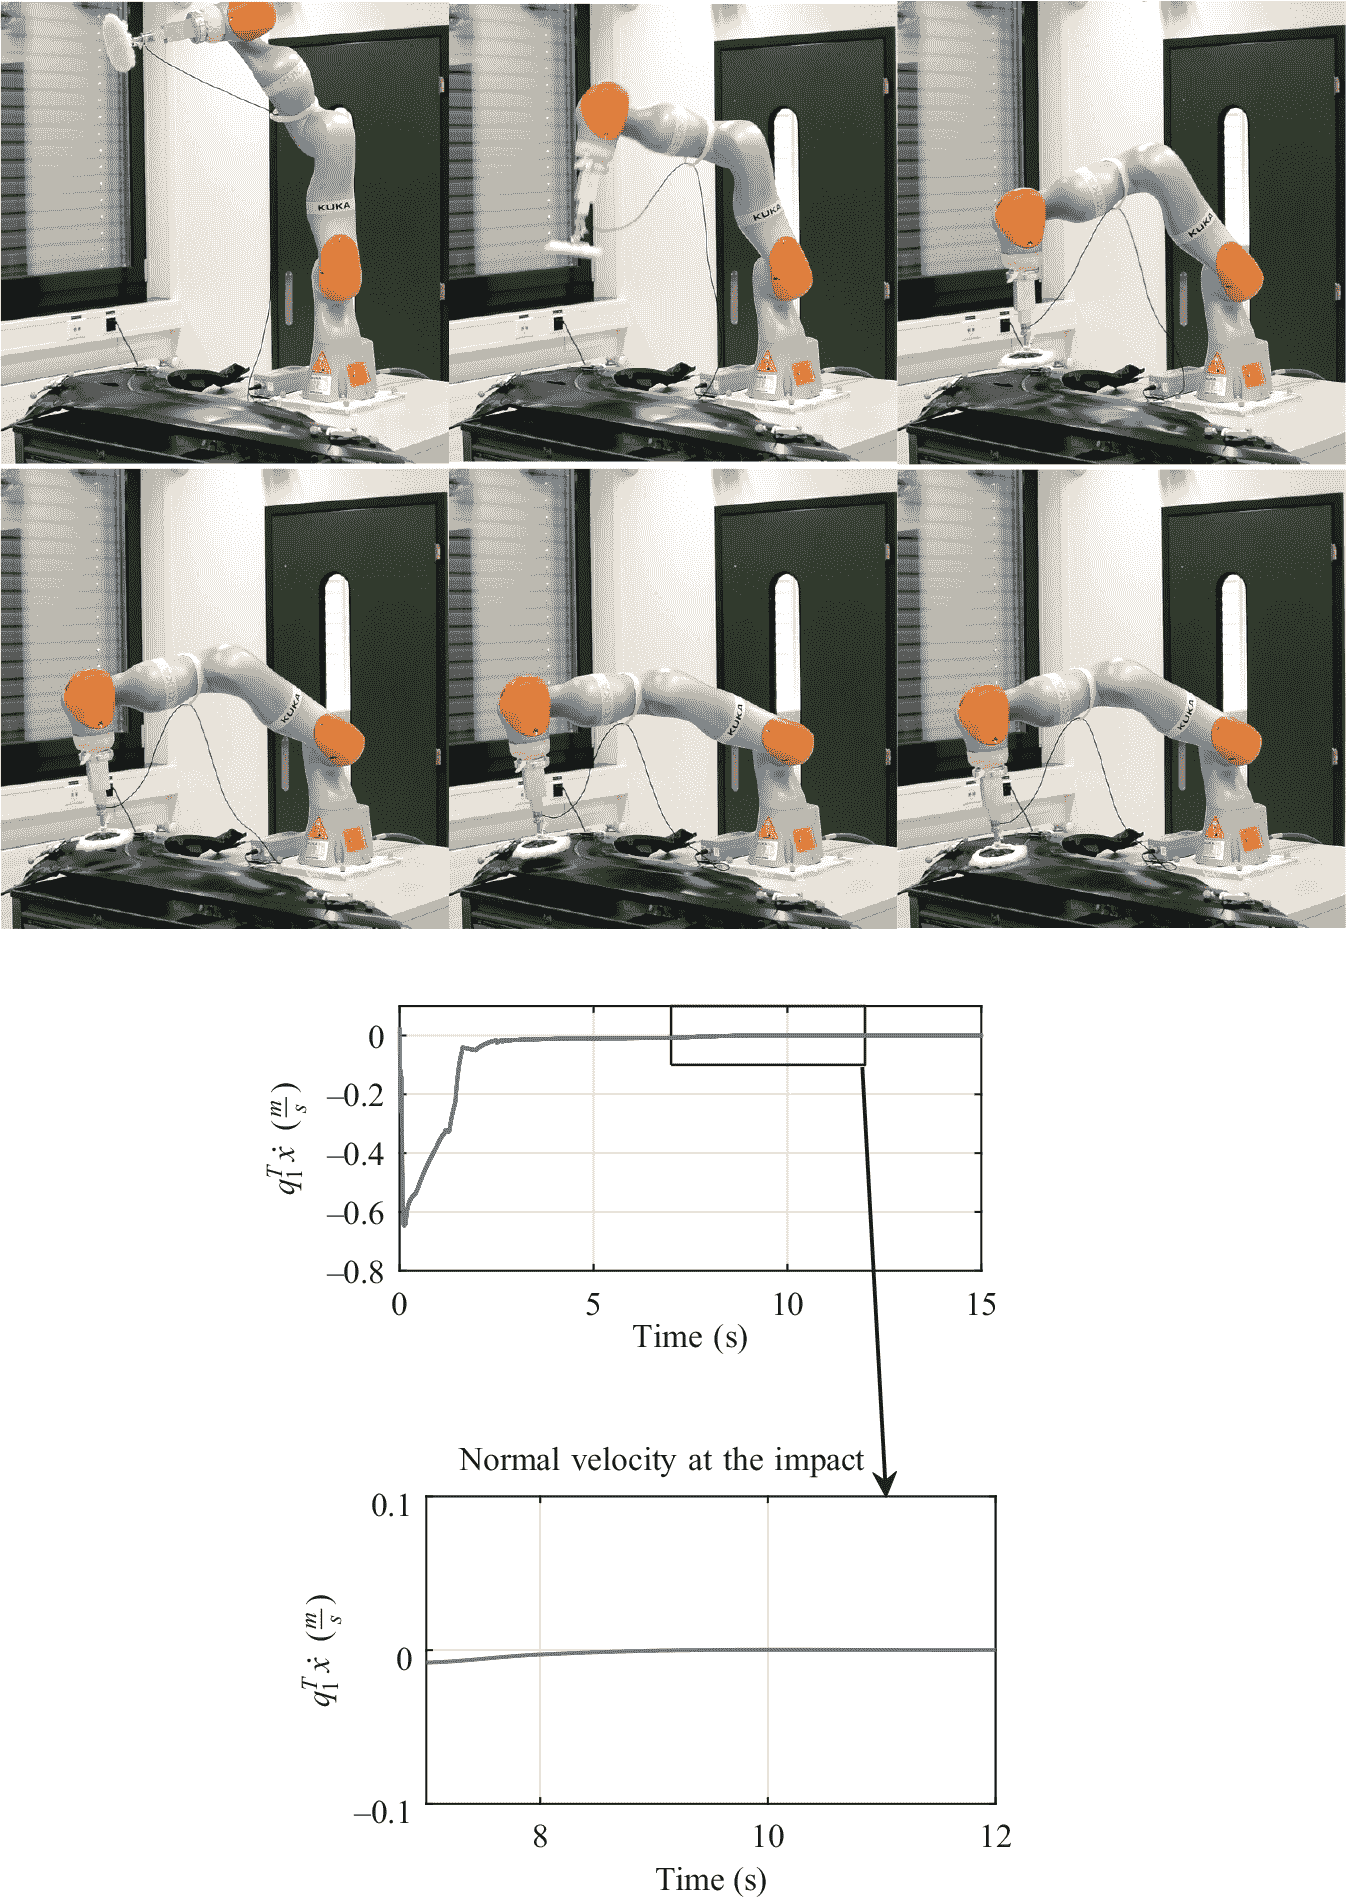 KUKA
KUKA
KUKA
KUKA
KUKA
KUKA
0
–0.2
–0.4
–0.6
–0.8
q₁ᵀ ẋ (m/s)
0 5 10 15
Time (s)
Normal velocity at the impact
0.1
0
–0.1
q₁ᵀ ẋ (m/s)
8 10 12
Time (s)